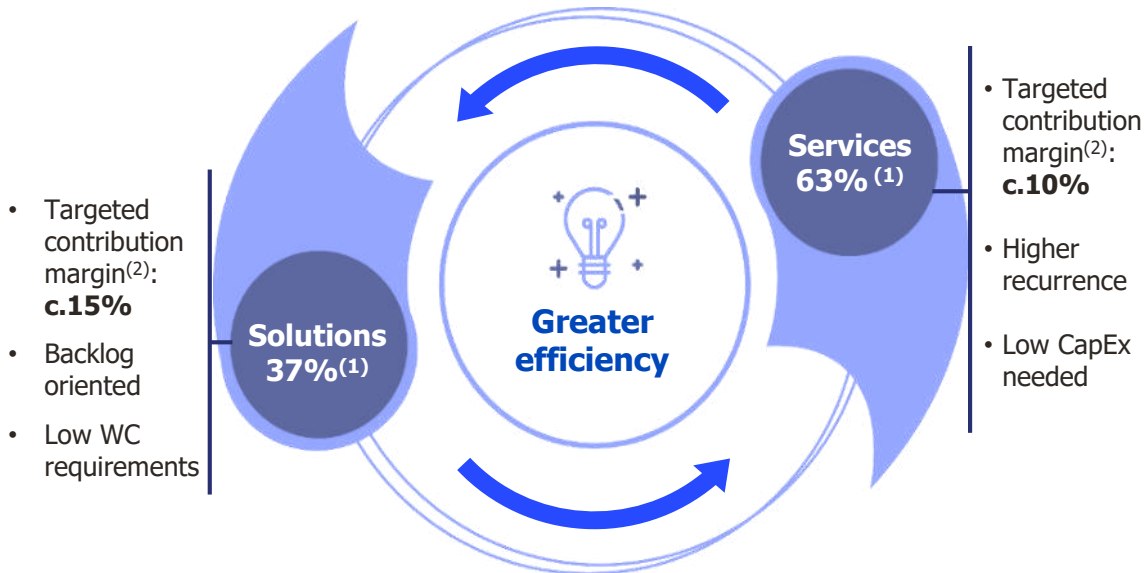 • Targeted
contribution
margin(2):
c.15%
• Backlog
oriented
• Low WC
requirements
Solutions
37%(1)
Greater
efficiency
Services
63% (1)
• Targeted
contribution
margin(2):
c.10%
• Higher
recurrence
• Low CapEx
needed